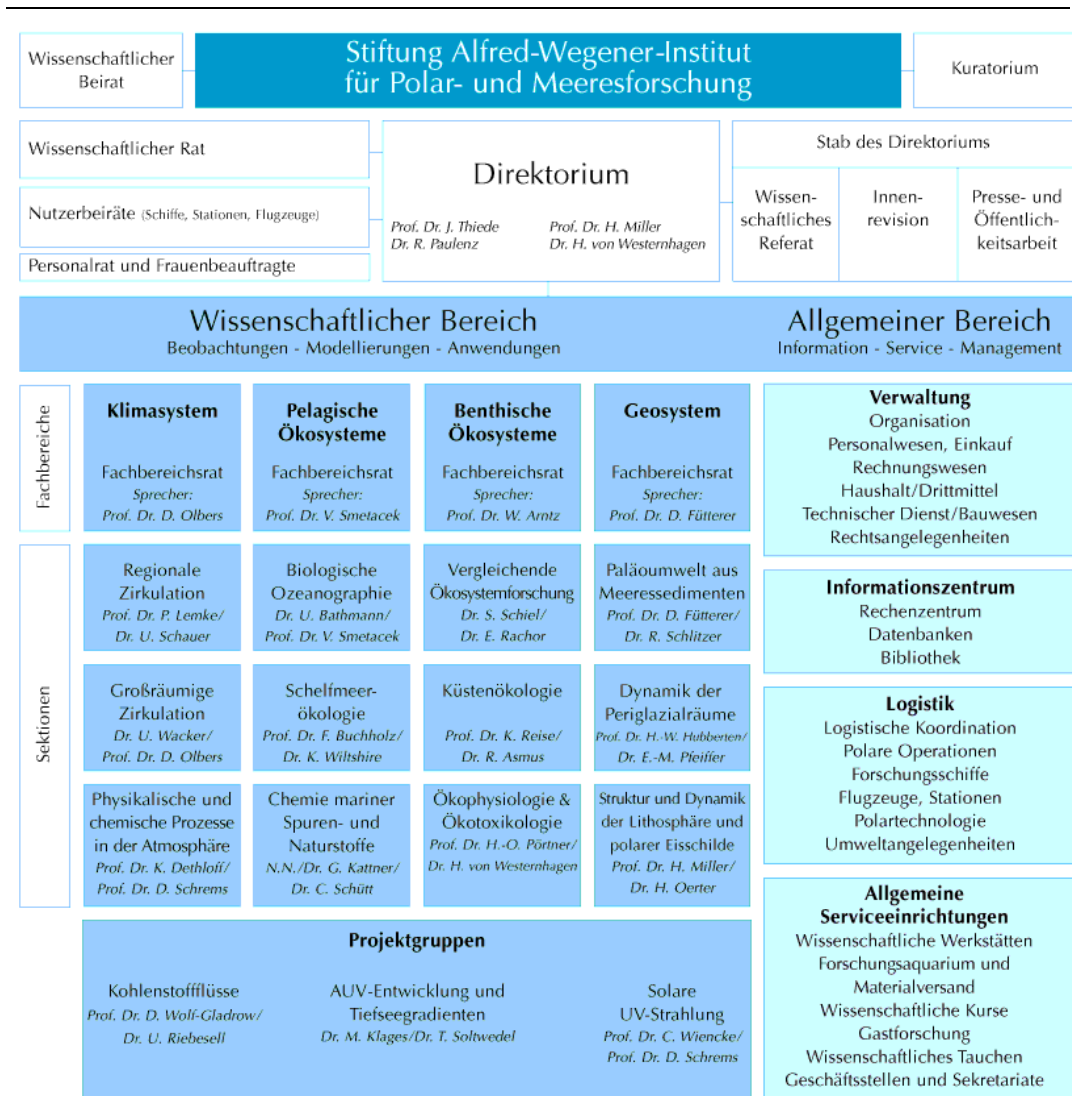 Wissenschaftlicher
Beirat
Stiftung Alfred-Wegener-Institut
für Polar- und Meeresforschung
Kuratorium
Wissenschaftlicher Rat
Nutzerbeiräte (Schiffe, Stationen, Flugzeuge)
Personalrat und Frauenbeauftragte
Direktorium
Prof. Dr. J. Thiede
Dr. R. Paulenz
Prof. Dr. H. Miller
Dr. H. von Westernhagen
Stab des Direktoriums
Wissen-
schaftliches
Referat
Innen-
revision
Presse- und
Öffentlich-
keitsarbeit
Wissenschaftlicher Bereich
Beobachtungen - Modellierungen - Anwendungen
Allgemeiner Bereich
Information - Service - Management
Fachbereiche
Klimasystem
Fachbereichsrat
Sprecher:
Prof. Dr. D. Olbers
Pelagische
Ökosysteme
Fachbereichsrat
Sprecher:
Prof. Dr. V. Smetacek
Benthische
Ökosysteme
Fachbereichsrat
Sprecher:
Prof. Dr. W. Arntz
Geosystem
Fachbereichsrat
Sprecher:
Prof. Dr. D. Fütterer
Sektionen
Regionale
Zirkulation
Prof. Dr. P. Lemke/
Dr. U. Schauer
Biologische
Ozeanographie
Dr. U. Bathmann/
Prof. Dr. V. Smetacek
Vergleichende
Ökosystemforschung
Dr. S. Schiel/
Dr. E. Rachor
Paläoumwelt aus
Meeressedimenten
Prof. Dr. D. Fütterer/
Dr. R. Schlitzer
Großräumige
Zirkulation
Dr. U. Wacker/
Prof. Dr. D. Olbers
Schelfmeer-
ökologie
Prof. Dr. F. Buchholz/
Dr. K. Wiltshire
Küstenökologie
Prof. Dr. K. Reise/
Dr. R. Asmus
Dynamik der
Periglazialräume
Prof. Dr. H.-W. Hubberten/
Dr. E.-M. Pfeiffer
Physikalische und
chemische Prozesse
in der Atmosphäre
Prof. Dr. K. Dethloff/
Prof. Dr. D. Schrems
Chemie mariner
Spuren- und
Naturstoffe
N.N./Dr. G. Kattner/
Dr. C. Schütt
Ökophysiologie &
Ökotoxikologie
Prof. Dr. H.-O. Pörtner/
Dr. H. von Westernhagen
Struktur und Dynamik
der Lithosphäre und
polarer Eisschilde
Prof. Dr. H. Miller/
Dr. H. Oerter
Projektgruppen
Kohlenstoffflüsse
Prof. Dr. D. Wolf-Gladrow/
Dr. U. Riebesell
AUV-Entwicklung und
Tiefseegradienten
Dr. M. Klages/Dr. T. Soltwedel
Solare
UV-Strahlung
Prof. Dr. C. Wiencke/
Prof. Dr. D. Schrems
Verwaltung
Organisation
Personalwesen, Einkauf
Rechnungswesen
Haushalt/Drittmittel
Technischer Dienst/Bauwesen
Rechtsangelegenheiten
Informationszentrum
Rechenzentrum
Datenbanken
Bibliothek
Logistik
Logistische Koordination
Polare Operationen
Forschungsschiffe
Flugzeuge, Stationen
Polartechnologie
Umweltangelegenheiten
Allgemeine
Serviceeinrichtungen
Wissenschaftliche Werkstätten
Forschungsaquarium und
Materialversand
Wissenschaftliche Kurse
Gastforschung
Wissenschaftliches Tauchen
Geschäftsstellen und Sekretariate